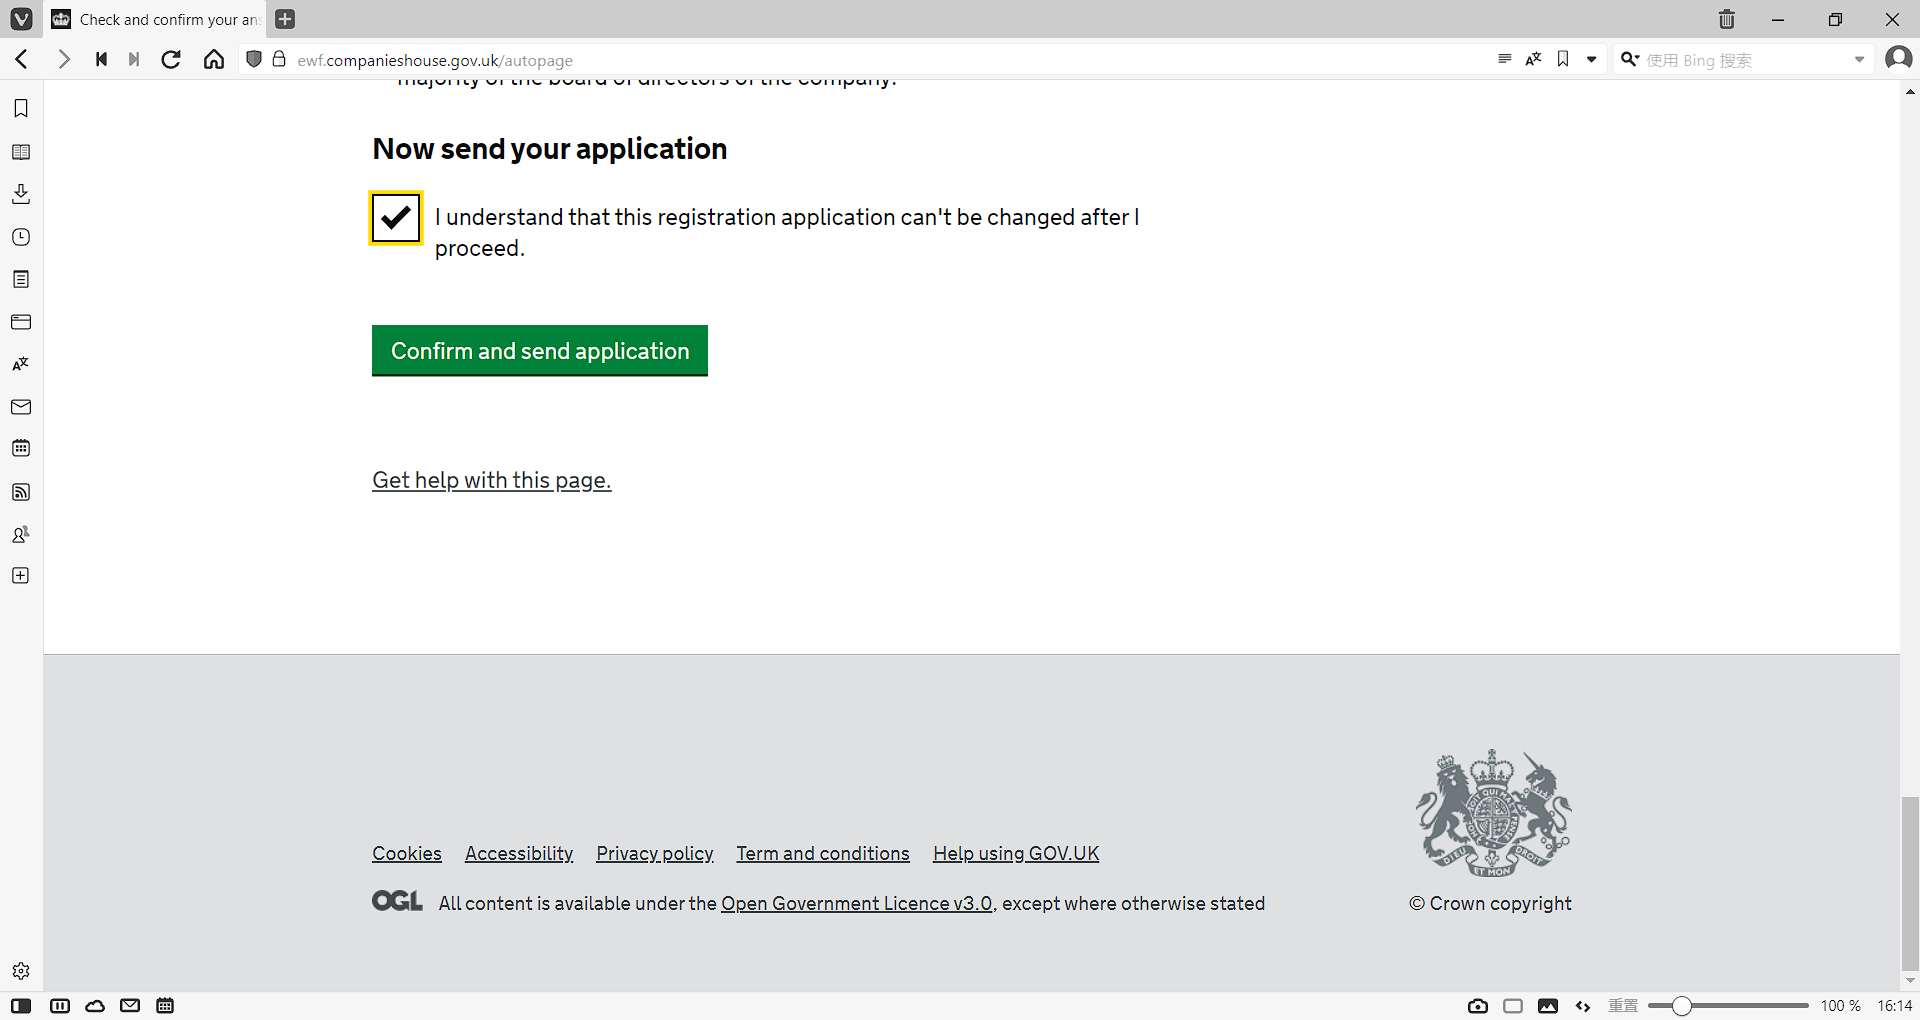 Check and confirm your ans
ewf.companieshouse.gov.uk/autopage
使用 Bing 搜索
majority of the board of directors of the company.
Now send your application
I understand that this registration application can't be changed after I
proceed.
Confirm and send application
Get help with this page.
Cookies Accessibility Privacy policy Term and conditions Help using GOV.UK
OGL All content is available under the Open Government Licence v3.0, except where otherwise stated
DIEU ET MON DROIT
© Crown copyright
重置 100 % 16:14